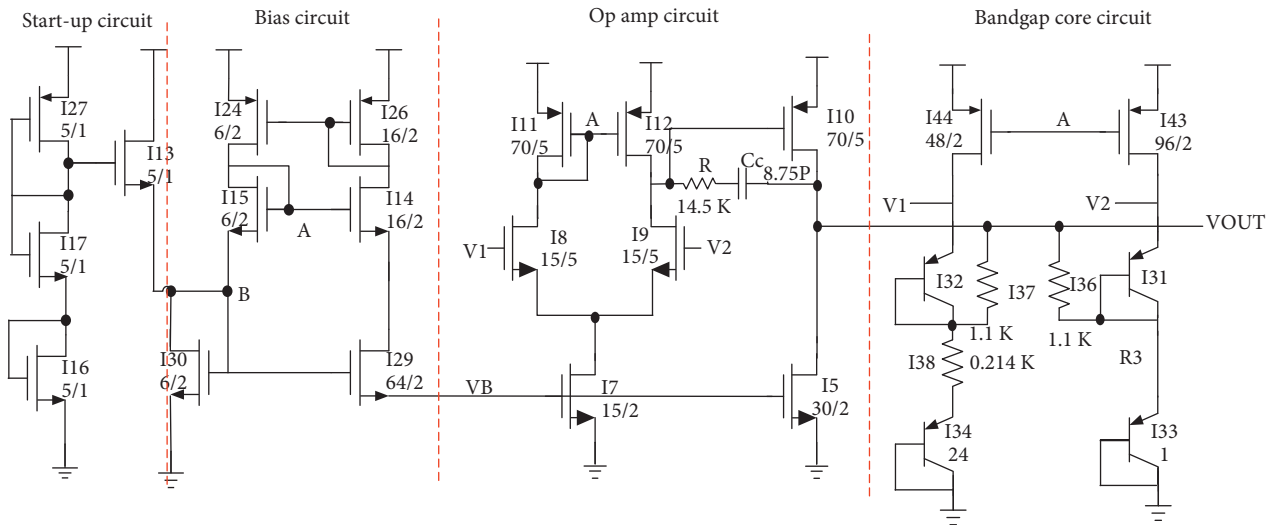 Start-up circuit
Bias circuit
Op amp circuit
Bandgap core circuit
I27
5/1
I13
5/1
I17
5/1
I16
5/1
I24
6/2
I26
16/2
I15
6/2
I14
16/2
A
B
I30
6/2
I29
64/2
VB
I11
70/5
A
I12
70/5
I10
70/5
R
14.5 K
Cc
8.75P
V1
I8
15/5
I9
15/5
V2
I7
15/2
I5
30/2
I44
48/2
A
I43
96/2
V1
V2
VOUT
I32
I37
1.1 K
I36
1.1 K
I31
I38
0.214 K
R3
I34
24
I33
1